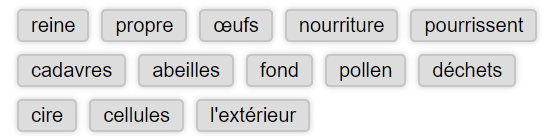 reine propre œufs nourriture pourrissent
cadavres abeilles fond pollen déchets
cire cellules l'extérieur